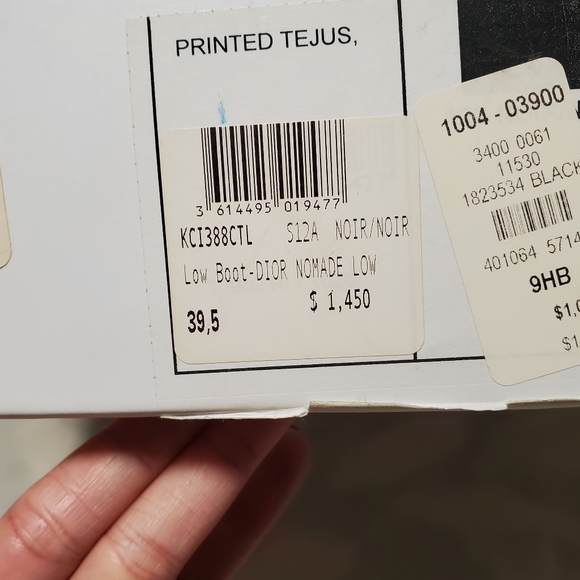 PRINTED TEJUS,
3 614495 019477
KCI388CTL S12A NOIR/NOIR
Low Boot-DIOR NOMADE LOW
$ 1,450
39,5
1004 - 03900
3400 0061
11530
1823534 BLACK
401064 5714
9HB